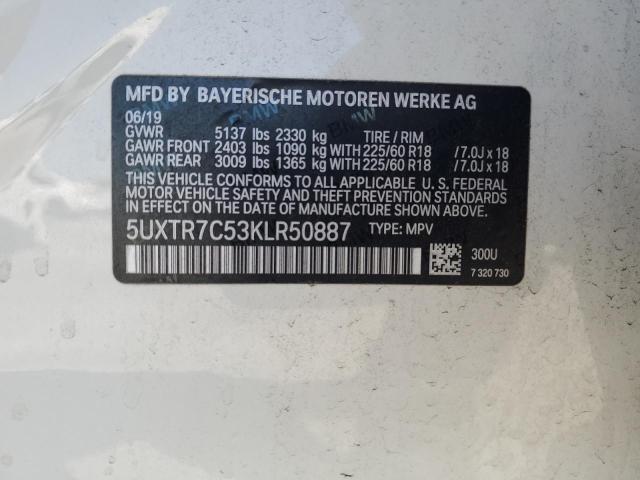 MFD BY BAYERISCHE MOTOREN WERKE AG
06/19
GVWR 5137 lbs 2330 kg TIRE / RIM
GAWR FRONT 2403 lbs 1090 kg WITH 225/60 R18 /7.0J x 18
GAWR REAR 3009 lbs 1365 kg WITH 225/60 R18 /7.0J x 18
THIS VEHICLE CONFORMS TO ALL APPLICABLE U. S. FEDERAL
MOTOR VEHICLE SAFETY AND THEFT PREVENTION STANDARDS
IN EFFECT ON THE DATE OF MANUFACTURE SHOWN ABOVE.
5UXTR7C53KLR50887 TYPE: MPV
300U
7 320 730